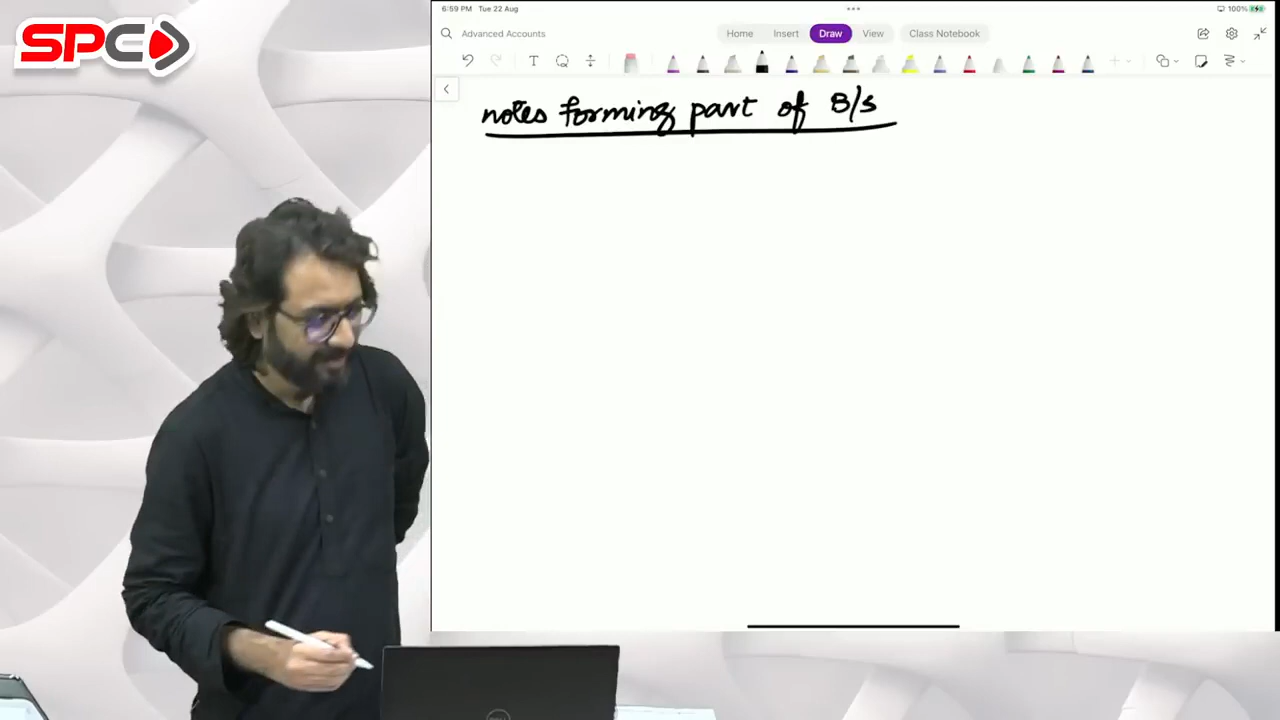 SPC
6:59 PM Tue 22 Aug
100%
Advanced Accounts
Home Insert Draw View Class Notebook
T
notes forming part of B/s
DELL